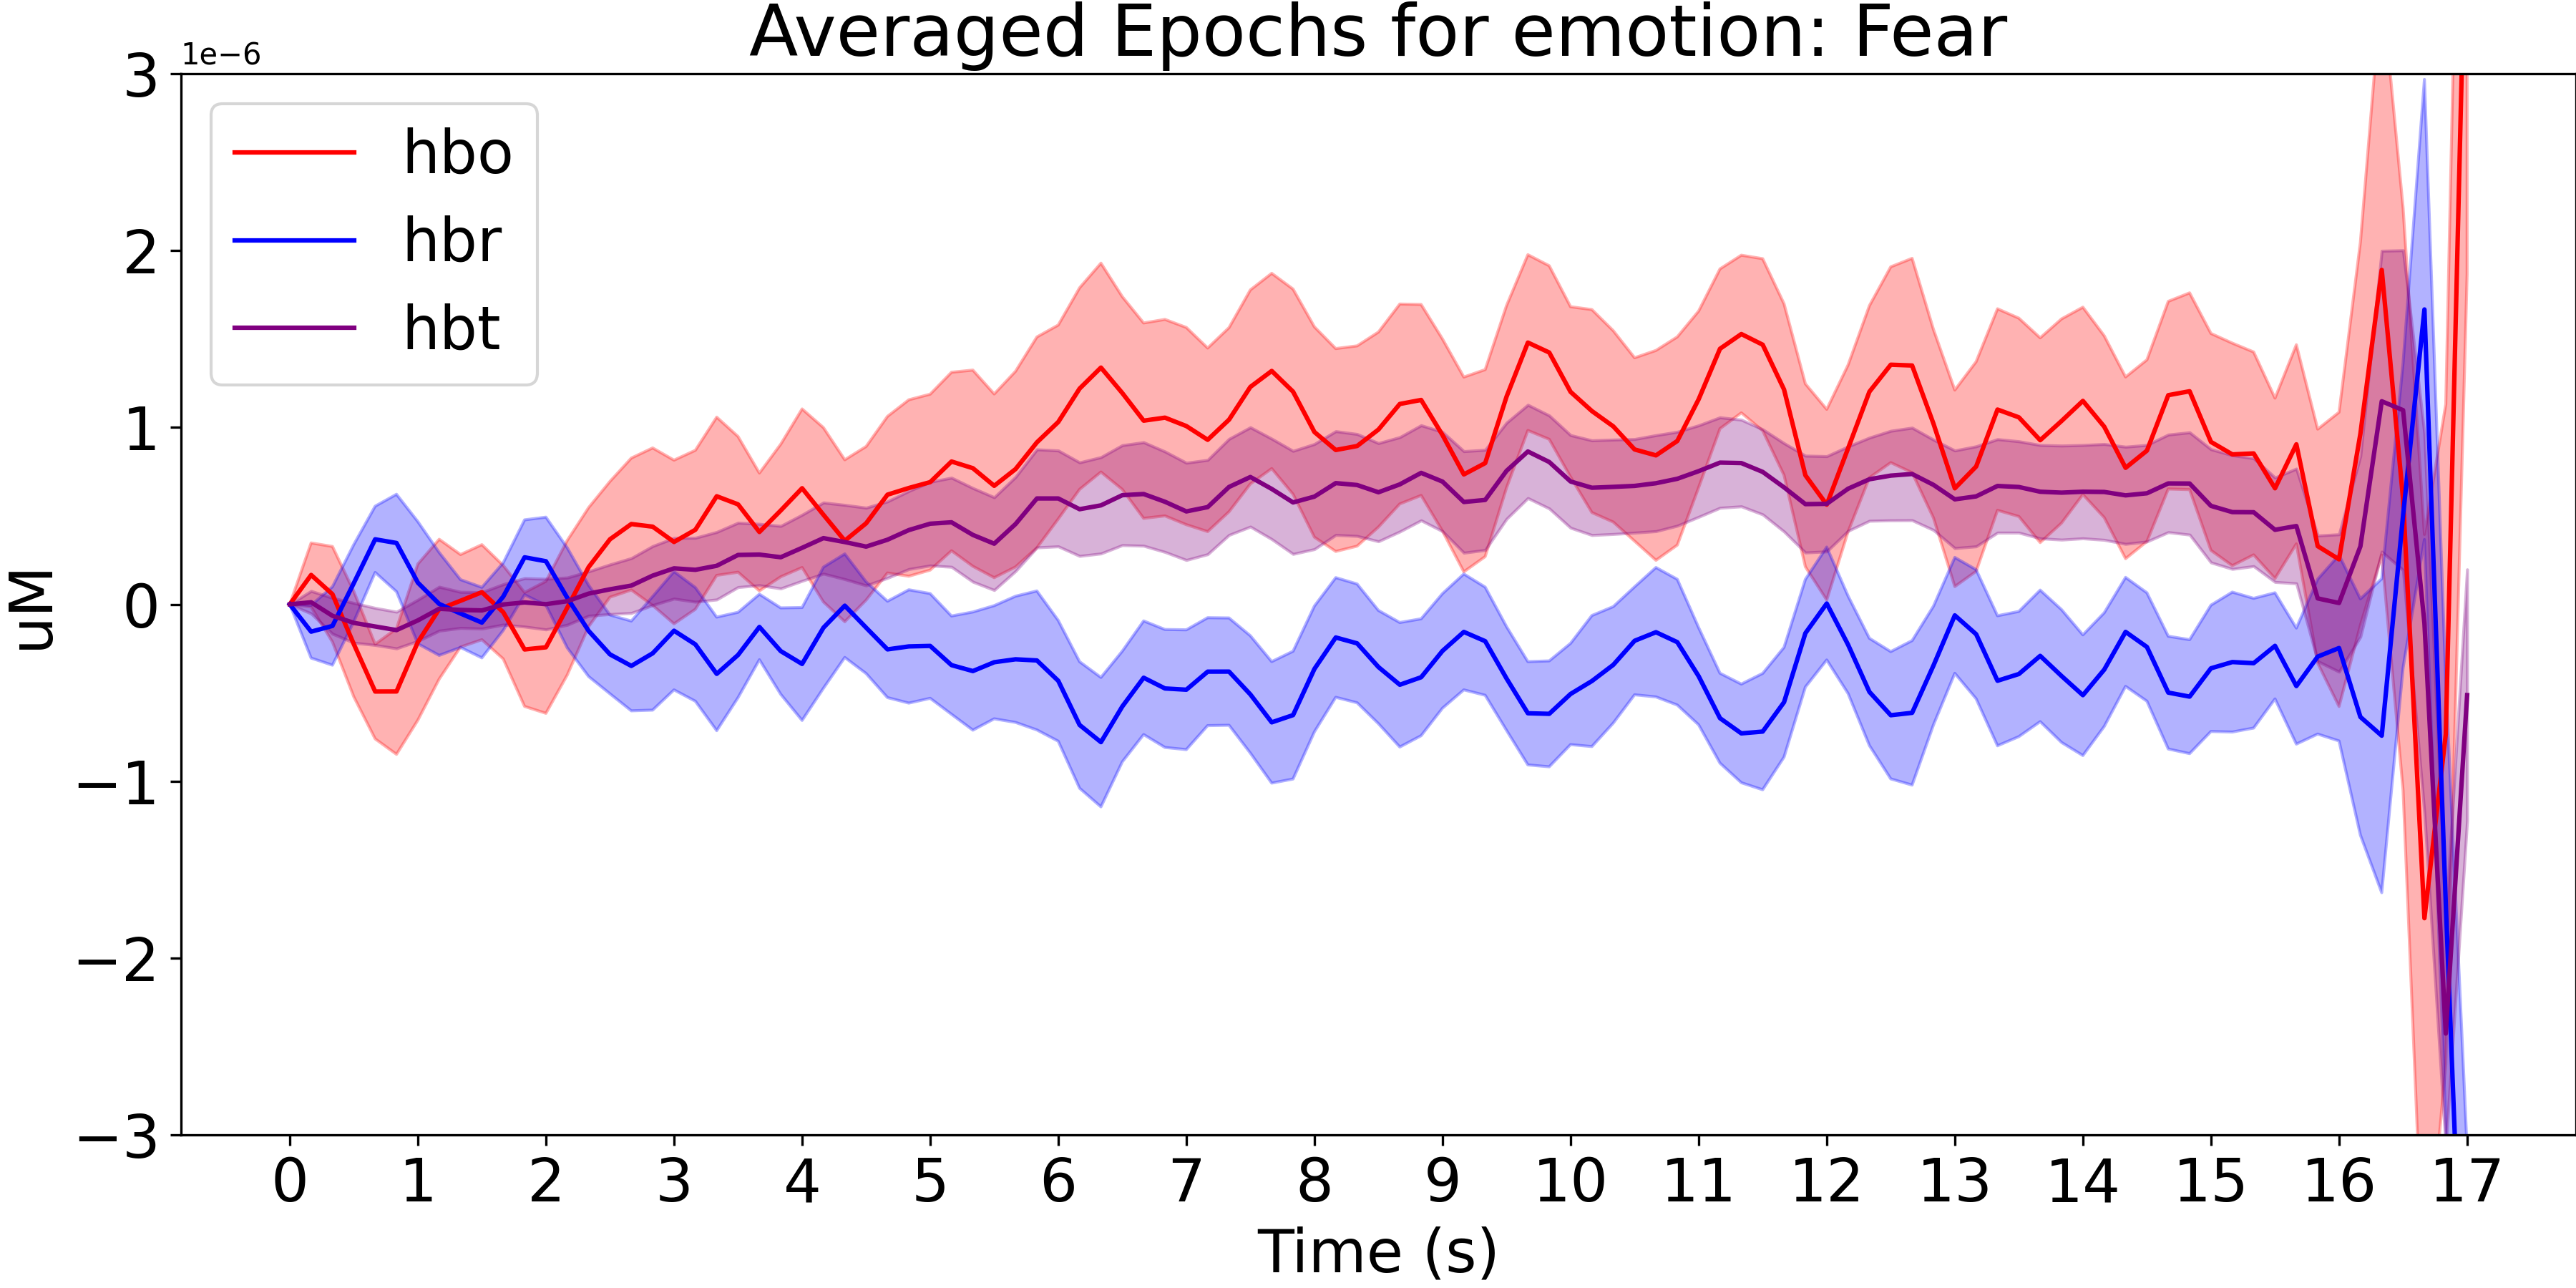 Averaged Epochs for emotion: Fear
1e−6
3
2
1
0
−1
−2
−3
uM
hbo
hbr
hbt
0 1 2 3 4 5 6 7 8 9 10 11 12 13 14 15 16 17
Time (s)